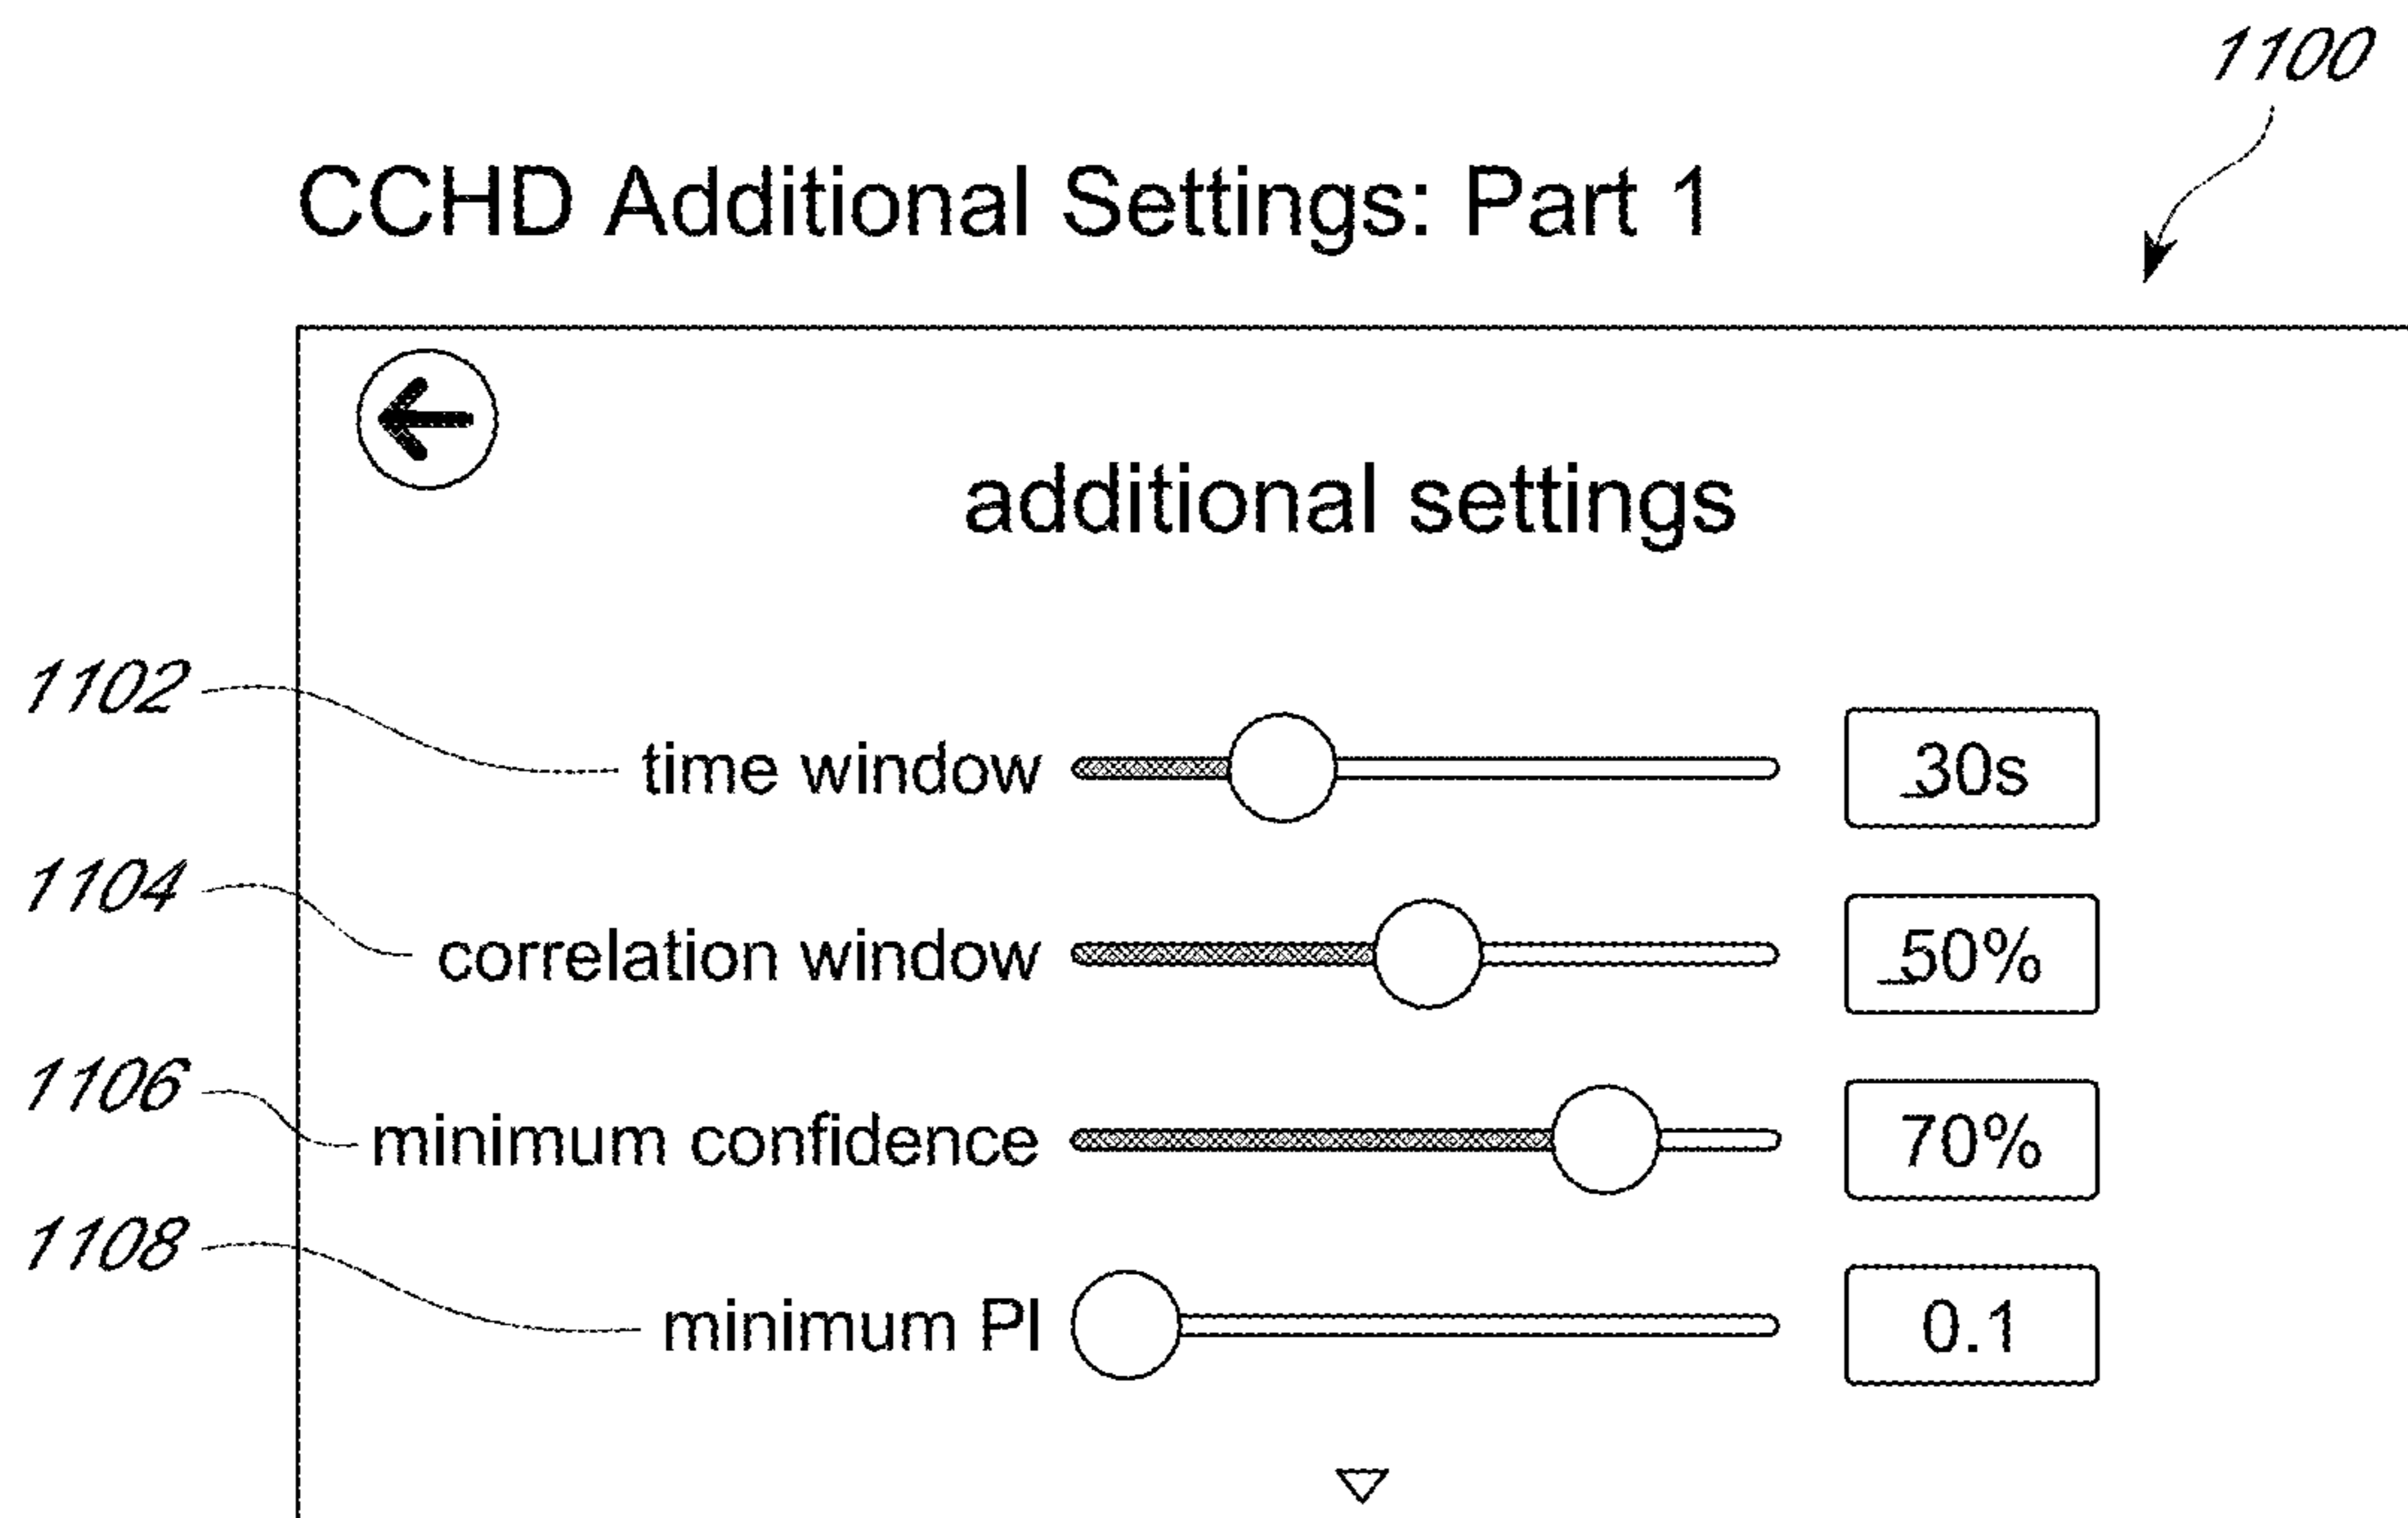 1100
CCHD Additional Settings: Part 1
additional settings
1102
time window 30s
1104
correlation window 50%
1106
minimum confidence 70%
1108
minimum PI 0.1